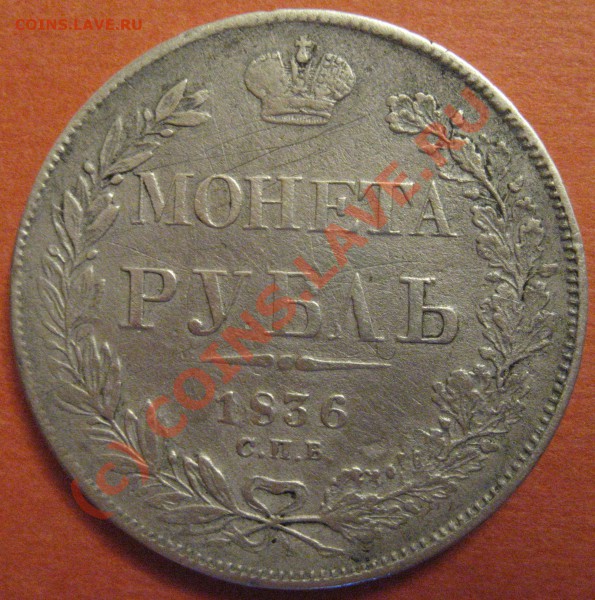 COINS.LAVE.RU
МОНЕТА
РУБЛЬ
1836
С.П.Б.
(C) COINS.LAVE.RU